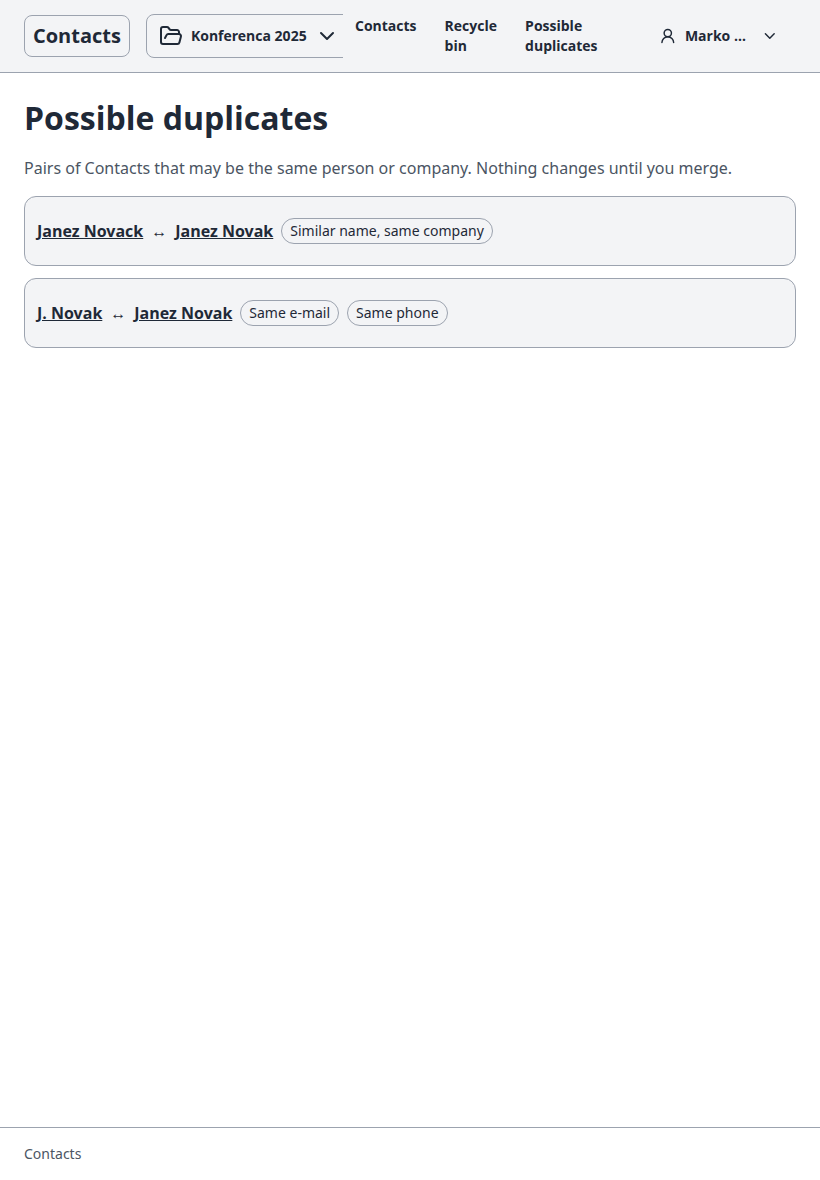 Contacts
Konferenca 2025
Contacts
Recycle bin
Possible duplicates
Marko ...
Possible duplicates
Pairs of Contacts that may be the same person or company. Nothing changes until you merge.
Janez Novack ↔ Janez Novak Similar name, same company
J. Novak ↔ Janez Novak Same e-mail Same phone
Contacts